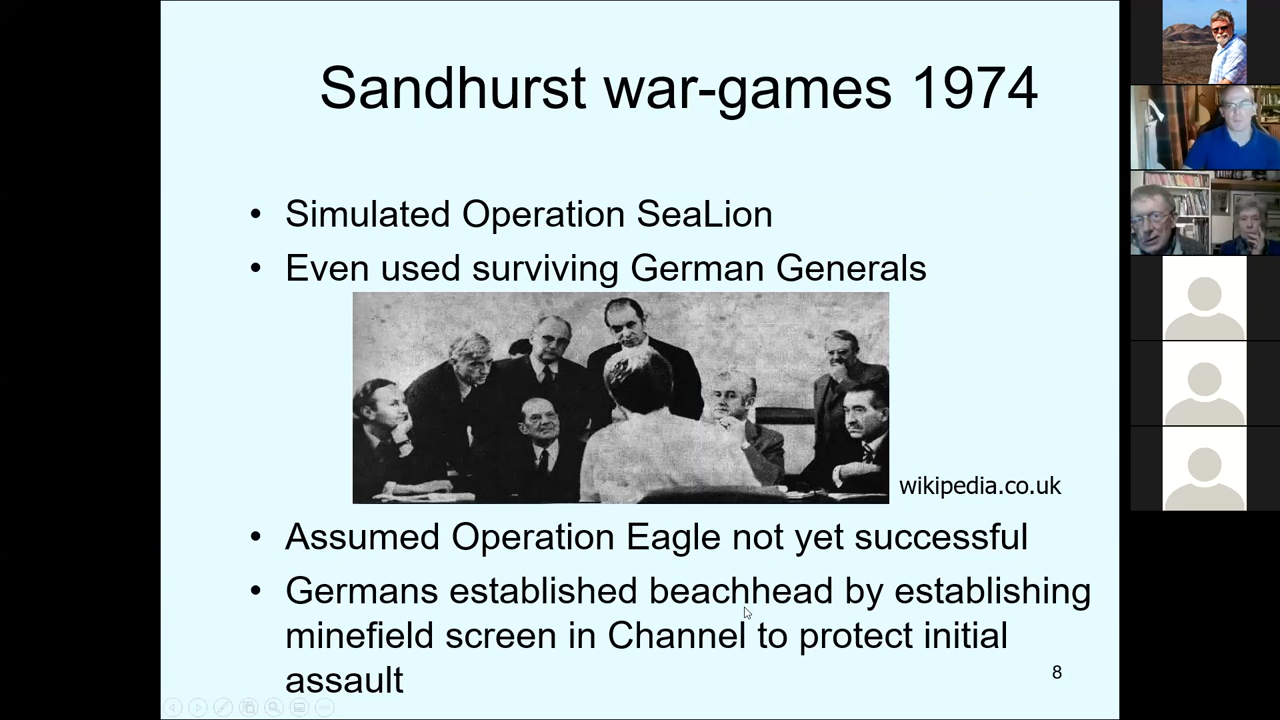 Sandhurst war-games 1974
• Simulated Operation SeaLion
• Even used surviving German Generals
wikipedia.co.uk
• Assumed Operation Eagle not yet successful
• Germans established beachhead by establishing
minefield screen in Channel to protect initial
assault
8